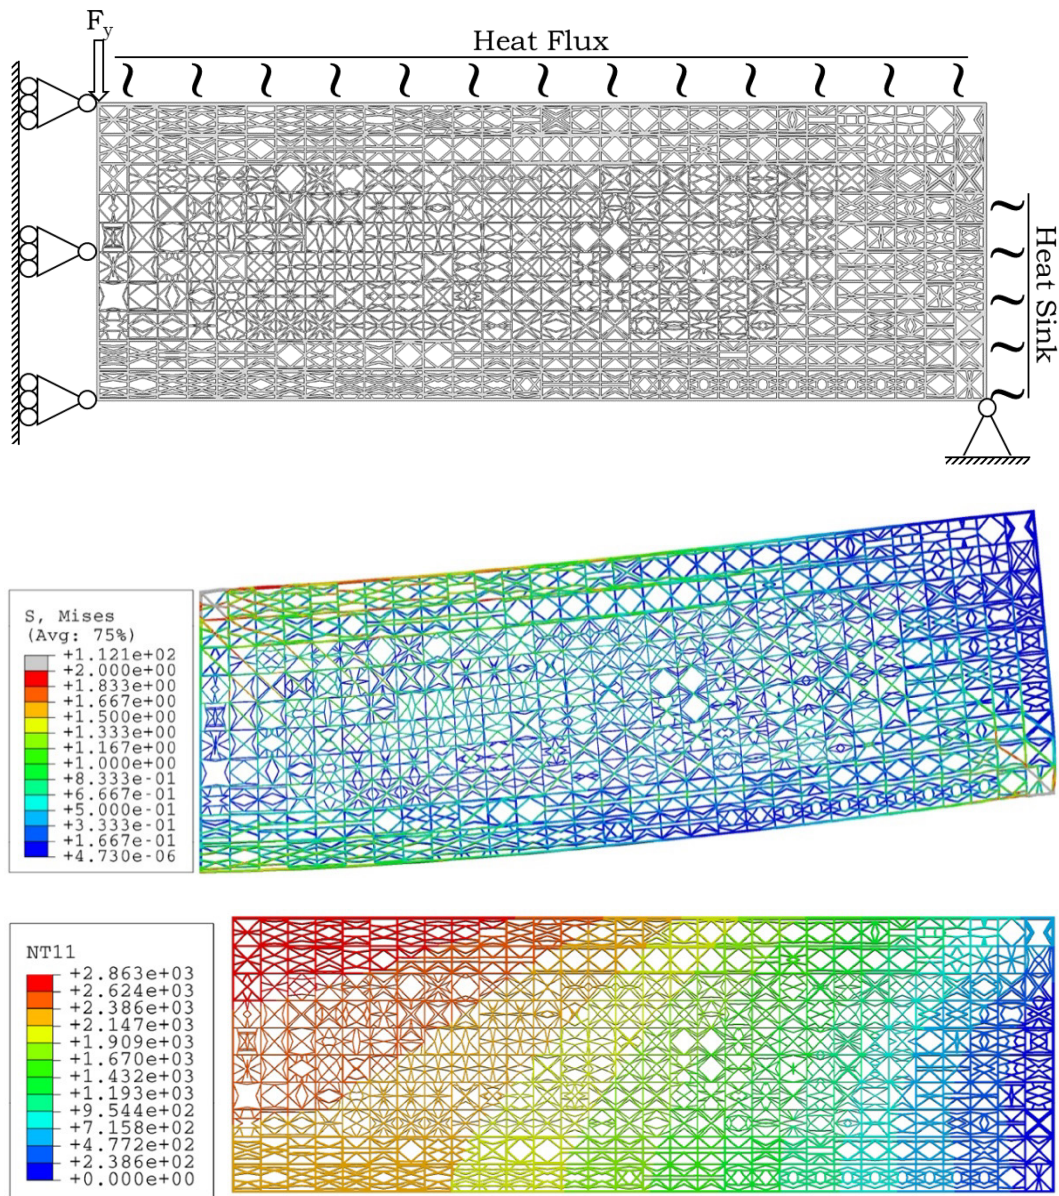 F_y
Heat Flux
Heat Sink
S, Mises
(Avg: 75%)
+1.121e+02
+2.000e+00
+1.833e+00
+1.667e+00
+1.500e+00
+1.333e+00
+1.167e+00
+1.000e+00
+8.333e-01
+6.667e-01
+5.000e-01
+3.333e-01
+1.667e-01
+4.730e-06
NT11
+2.863e+03
+2.624e+03
+2.386e+03
+2.147e+03
+1.909e+03
+1.670e+03
+1.432e+03
+1.193e+03
+9.544e+02
+7.158e+02
+4.772e+02
+2.386e+02
+0.000e+00